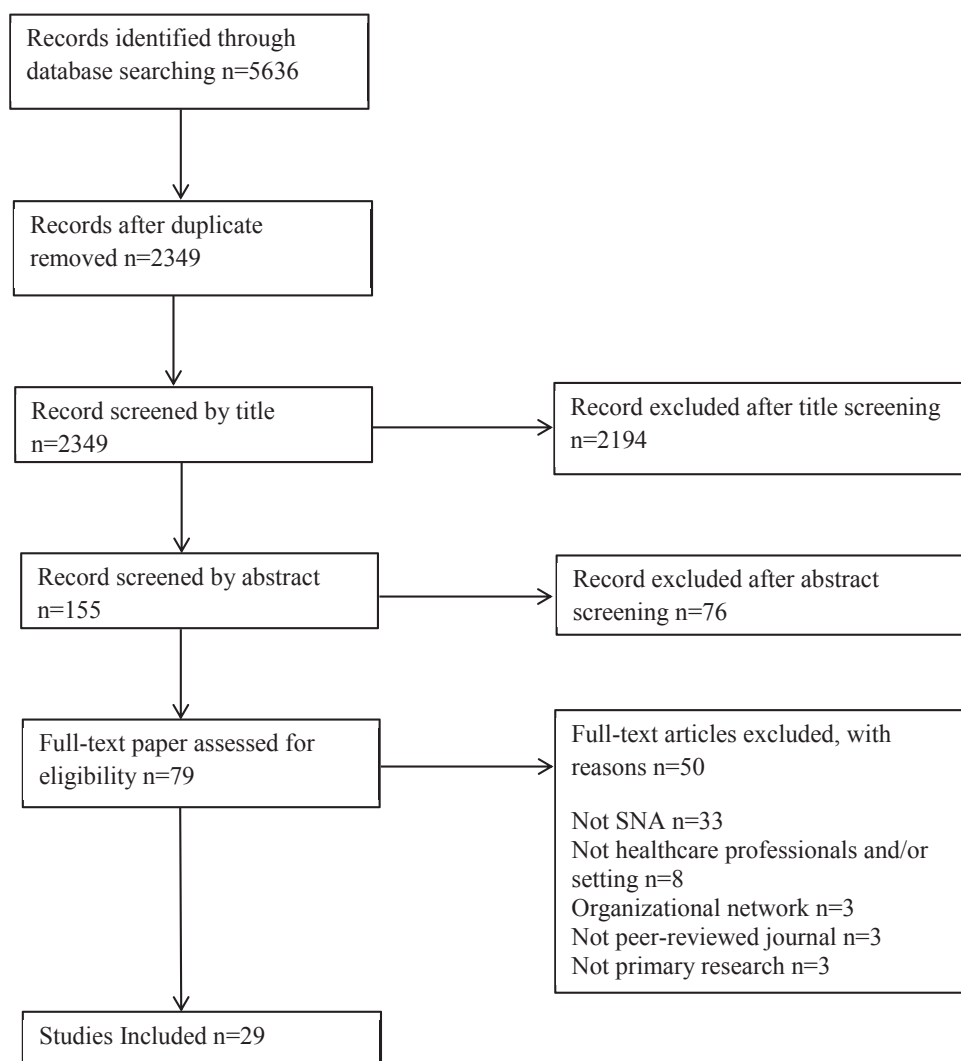 Records identified through
database searching n=5636
Records after duplicate
removed n=2349
Record screened by title
n=2349
Record excluded after title screening
n=2194
Record screened by abstract
n=155
Record excluded after abstract
screening n=76
Full-text paper assessed for
eligibility n=79
Full-text articles excluded, with
reasons n=50
Not SNA n=33
Not healthcare professionals and/or
setting n=8
Organizational network n=3
Not peer-reviewed journal n=3
Not primary research n=3
Studies Included n=29